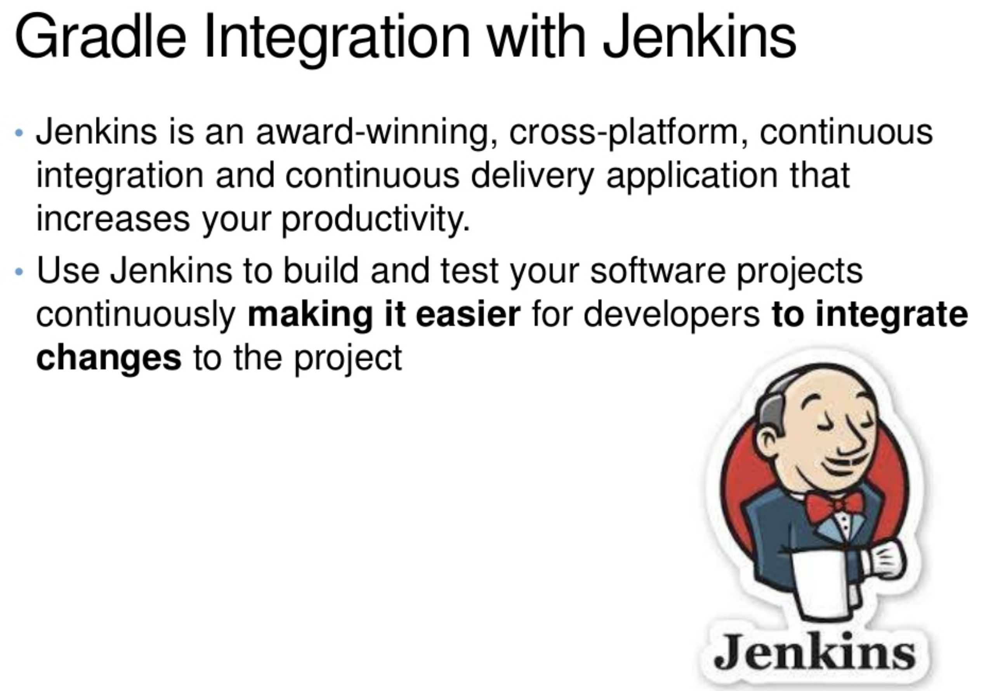 Gradle Integration with Jenkins
• Jenkins is an award-winning, cross-platform, continuous
integration and continuous delivery application that
increases your productivity.
• Use Jenkins to build and test your software projects
continuously making it easier for developers to integrate
changes to the project
Jenkins